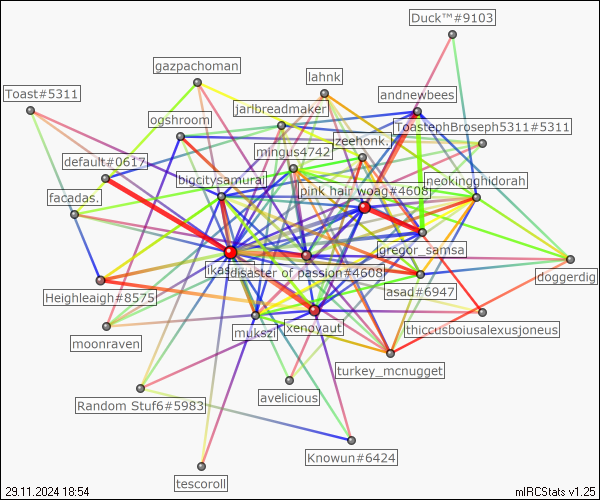 Duck™#9103
gazpachoman
lahnk
Toast#5311
andnewbees
jarlbreadmaker
ogshroom
ToastephBroseph5311#5311
zeehonk.
mingus4742
default#0617
bigcitysamurai
neokingghidorah
pink hair woag#4608
facadas.
gregor_samsa
disaster of passion#4608
doggerdig
asad#6947
Heighleaigh#8575
mukszi
xenoyaut
thiccusboiusalexusjoneus
moonraven
turkey_mcnugget
avelicious
Random Stuf6#5983
Knowun#6424
tescoroll
29.11.2024 18:54
mIRCStats v1.25